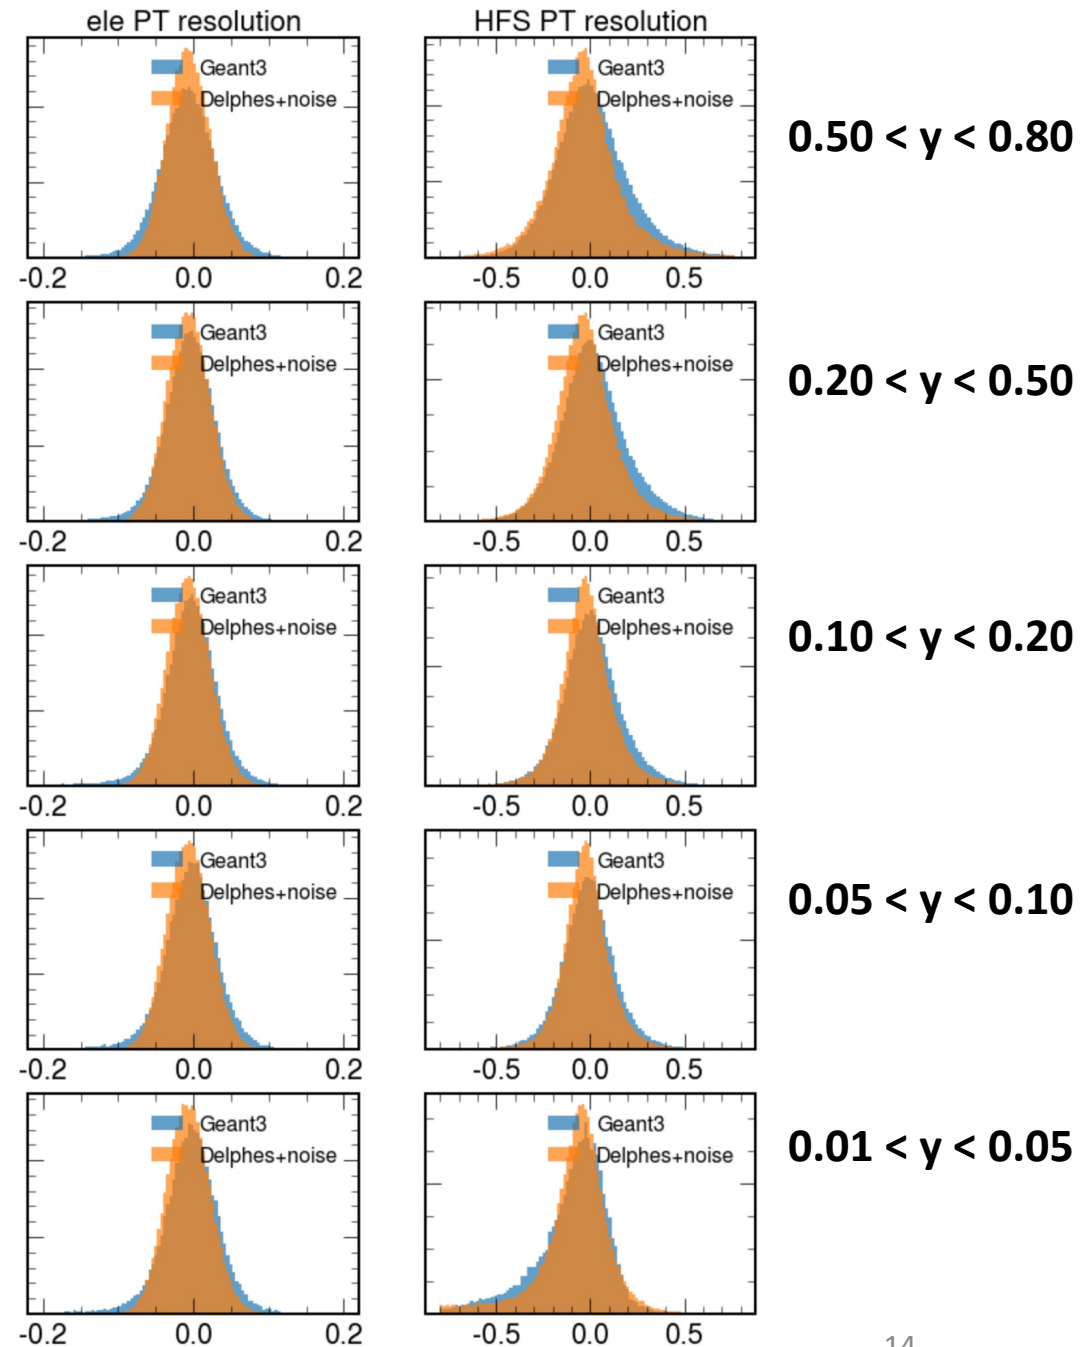 ele PT resolution HFS PT resolution
Geant3 Geant3
Delphes+noise Delphes+noise
0.50 < y < 0.80
-0.2 0.0 0.2 -0.5 0.0 0.5
Geant3 Geant3
Delphes+noise Delphes+noise
0.20 < y < 0.50
-0.2 0.0 0.2 -0.5 0.0 0.5
Geant3 Geant3
Delphes+noise Delphes+noise
0.10 < y < 0.20
-0.2 0.0 0.2 -0.5 0.0 0.5
Geant3 Geant3
Delphes+noise Delphes+noise
0.05 < y < 0.10
-0.2 0.0 0.2 -0.5 0.0 0.5
Geant3 Geant3
Delphes+noise Delphes+noise
0.01 < y < 0.05
-0.2 0.0 0.2 -0.5 0.0 0.5
14